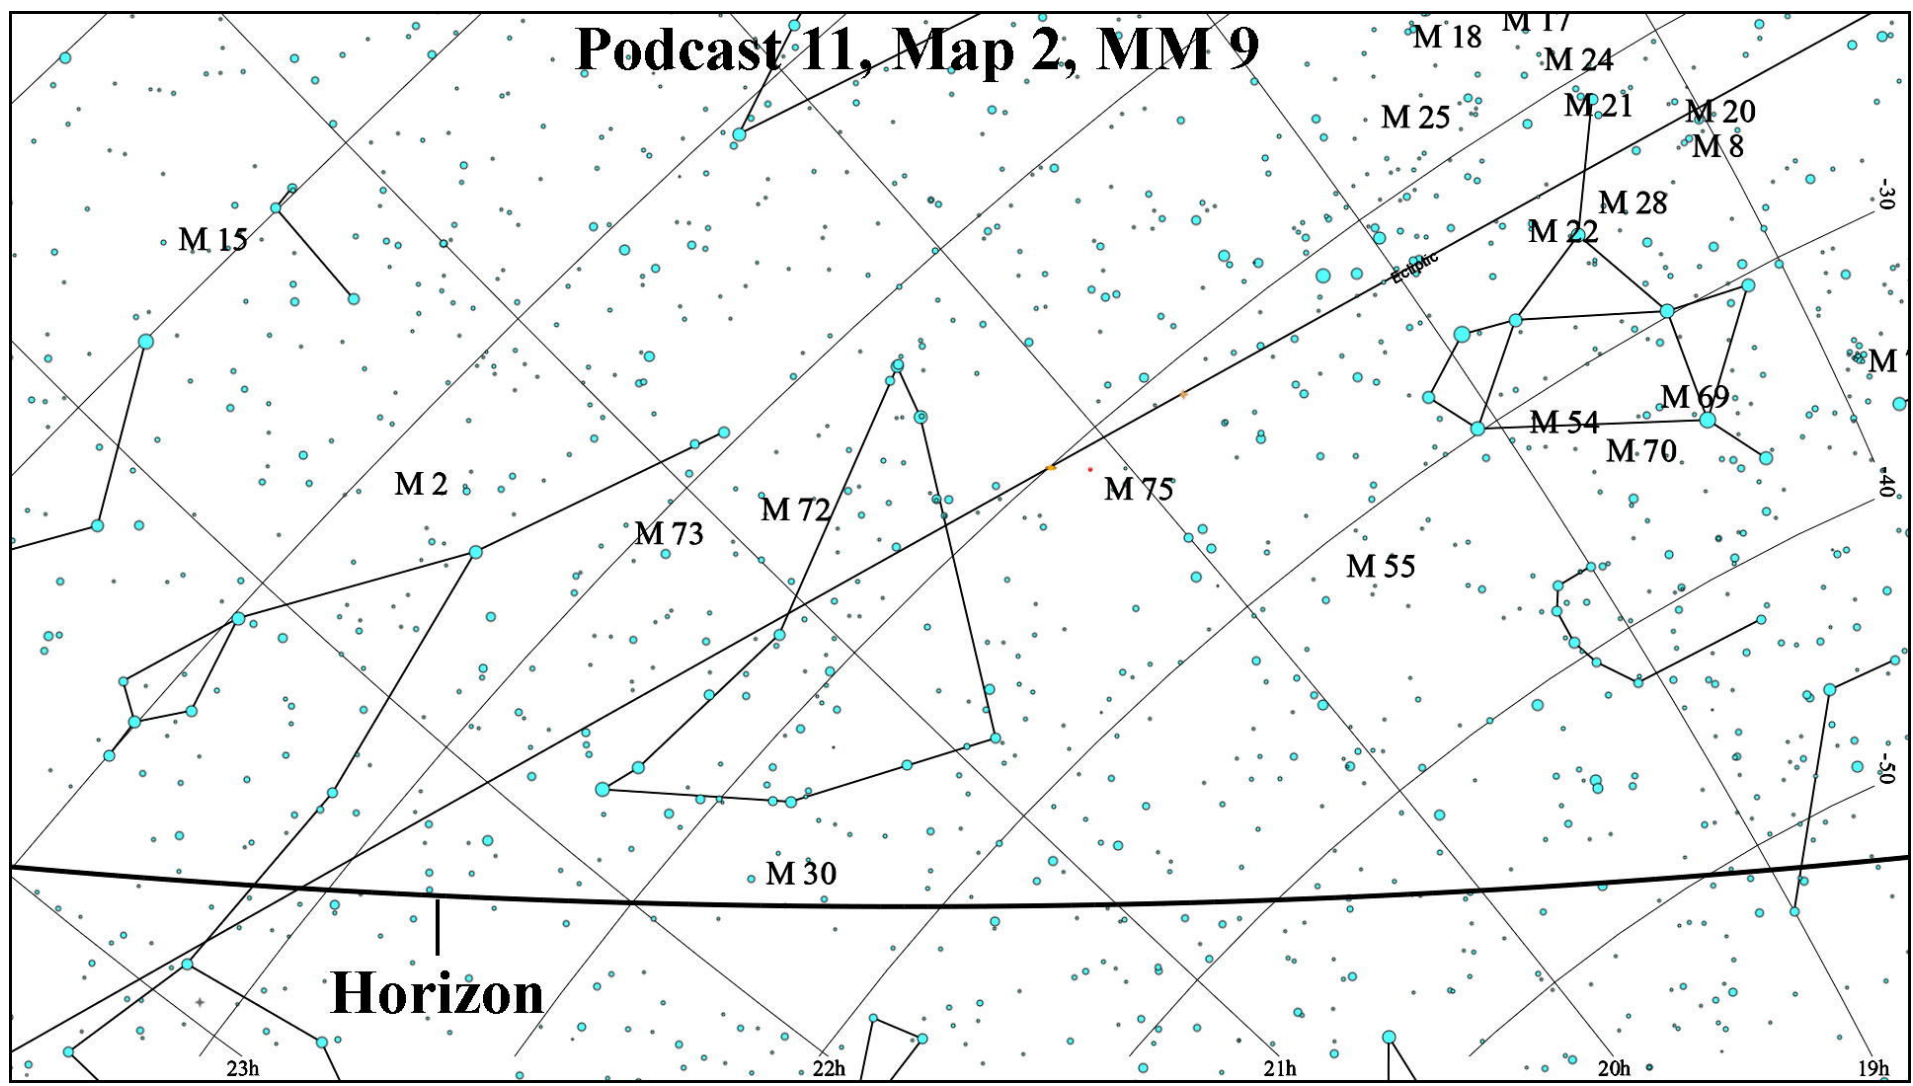 M 17
Podcast 11, Map 2, MM 9
M 18
M 24
M 21
M 25
M 20
M 8
-30
M 28
M 22
M 15
Ecliptic
M
M 69
M 54
M 70
M 2
M 75
-40
M 72
M 73
M 55
-50
M 30
Horizon
23h
22h
21h
20h
19h